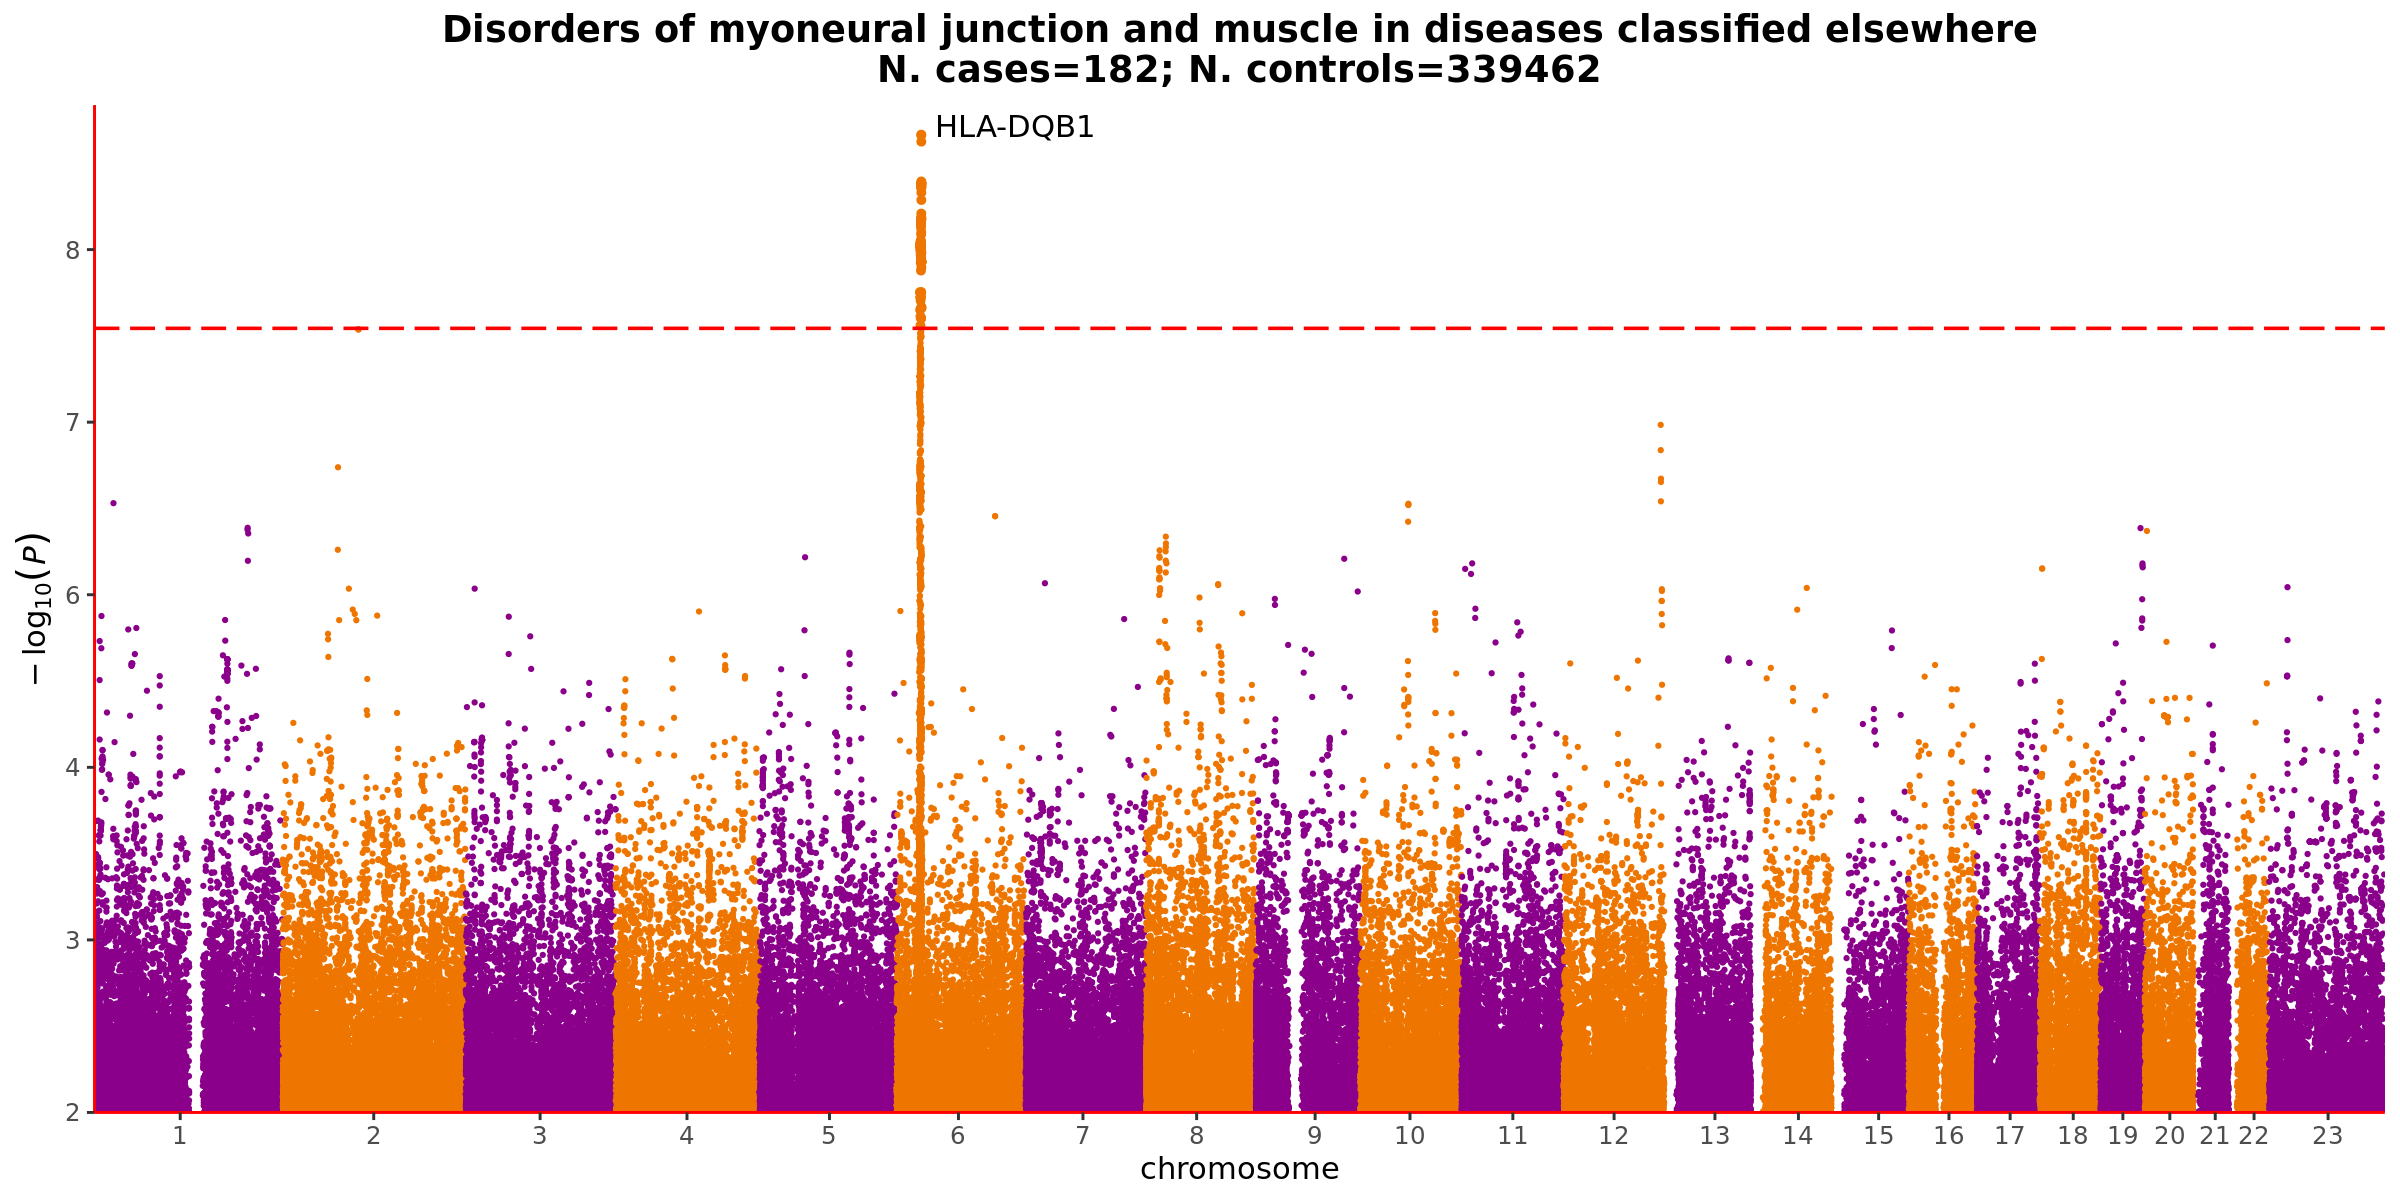 Disorders of myoneural junction and muscle in diseases classified elsewhere
N. cases=182; N. controls=339462
HLA-DQB1
8
7
6
4
3
2
− log10(P)
1 2 3 4 5 6 7 8 9 10 11 12 13 14 15 16 17 18 19 20 21 22 23
chromosome